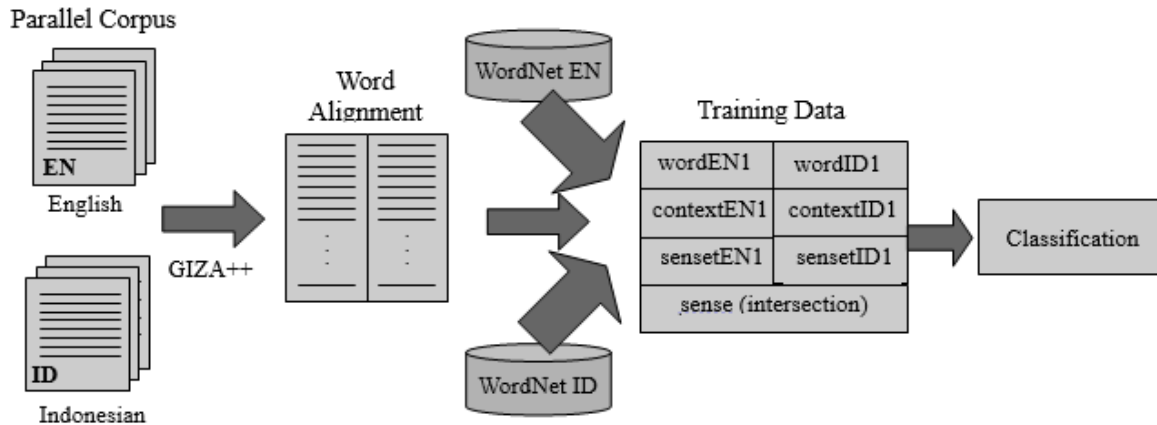 Parallel Corpus
EN
English
ID
Indonesian
GIZA++
Word
Alignment
WordNet EN
WordNet ID
Training Data
wordEN1 wordID1
contextEN1 contextID1
sensetEN1 sensetID1
sense (intersection)
Classification